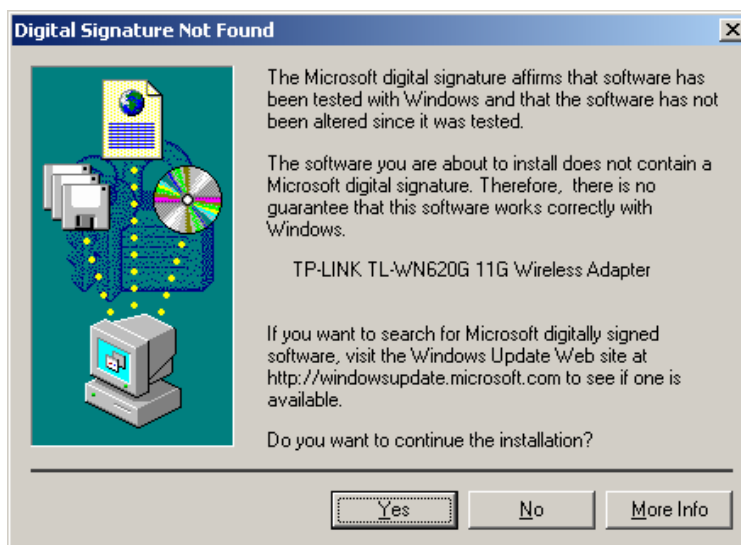 Digital Signature Not Found
The Microsoft digital signature affirms that software has
been tested with Windows and that the software has not
been altered since it was tested.
The software you are about to install does not contain a
Microsoft digital signature. Therefore,  there is no
guarantee that this software works correctly with
Windows.
TP-LINK TL-WN620G 11G Wireless Adapter
If you want to search for Microsoft digitally signed
software, visit the Windows Update Web site at
http://windowsupdate.microsoft.com to see if one is
available.
Do you want to continue the installation?
Yes No More Info